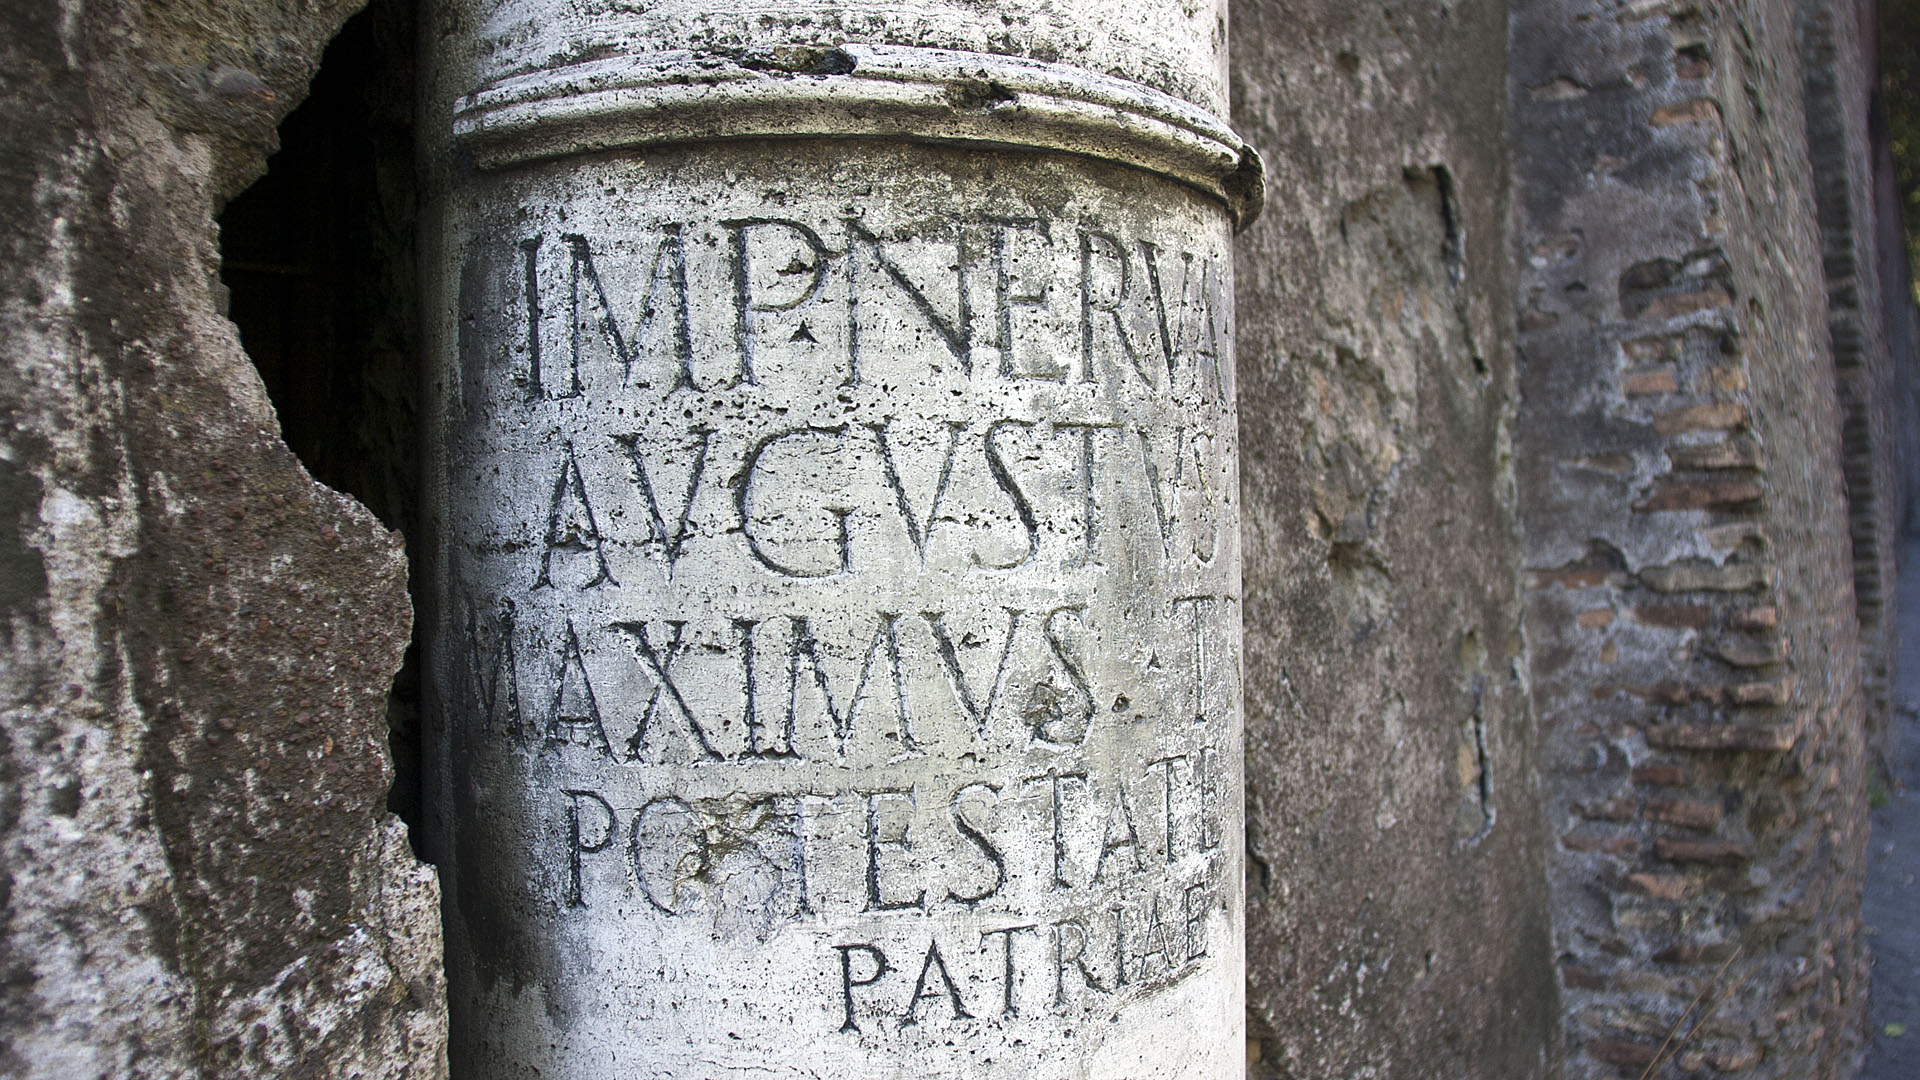 IMP·NERVA
AVGVSTVS
MAXIMVS · T
POTESTATE
PATRIAE